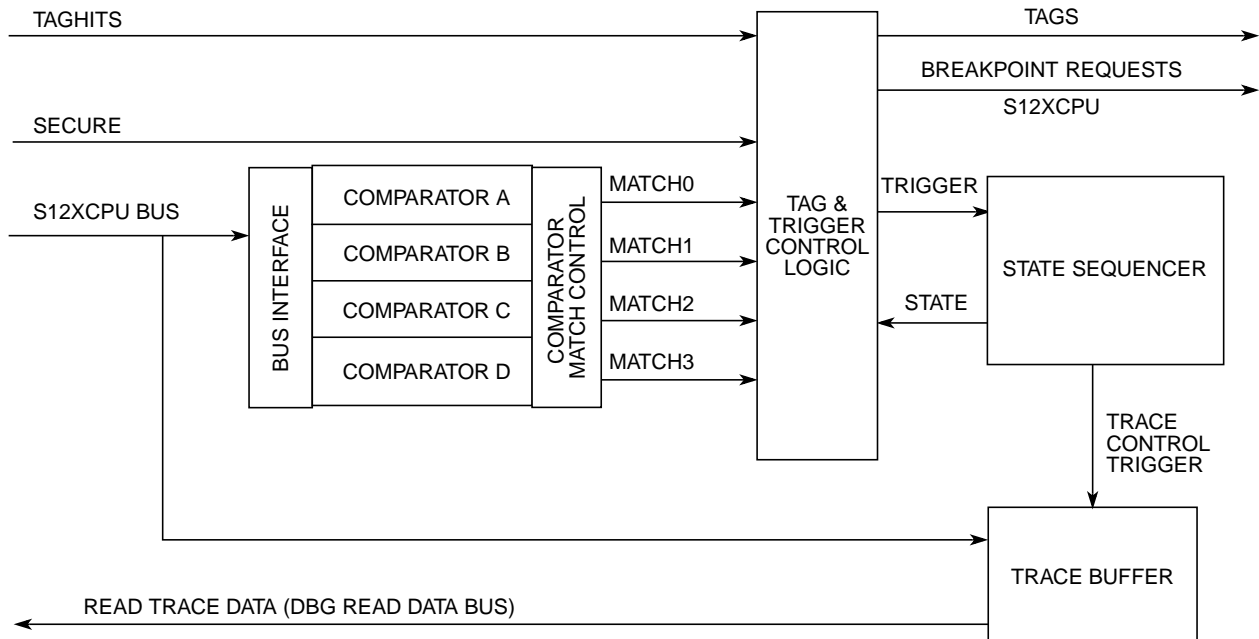 TAGHITS
TAGS
BREAKPOINT REQUESTS
S12XCPU
SECURE
S12XCPU BUS
BUS INTERFACE
COMPARATOR A
COMPARATOR B
COMPARATOR C
COMPARATOR D
COMPARATOR
MATCH CONTROL
MATCH0
MATCH1
MATCH2
MATCH3
TAG &
TRIGGER
CONTROL
LOGIC
TRIGGER
STATE
STATE SEQUENCER
TRACE
CONTROL
TRIGGER
TRACE BUFFER
READ TRACE DATA (DBG READ DATA BUS)